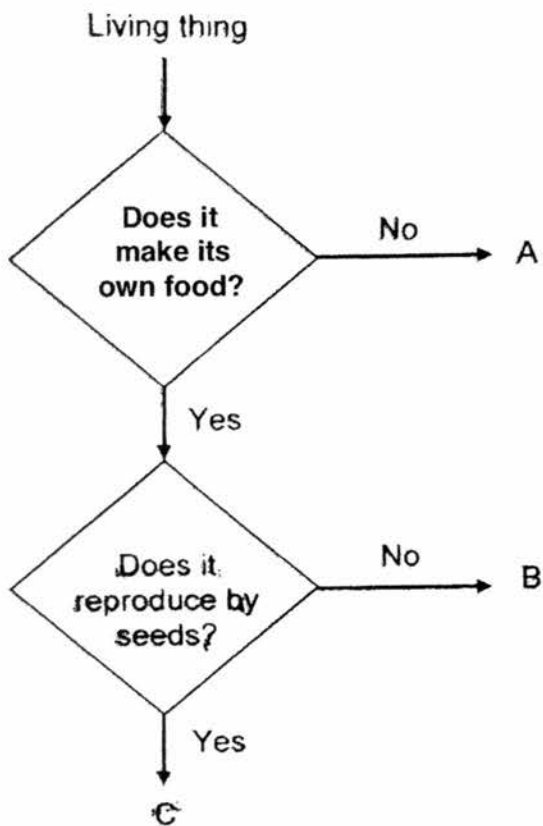 Living thing
Does it
make its
own food?
No
A
Yes
Does it
reproduce by
seeds?
No
B
Yes
C